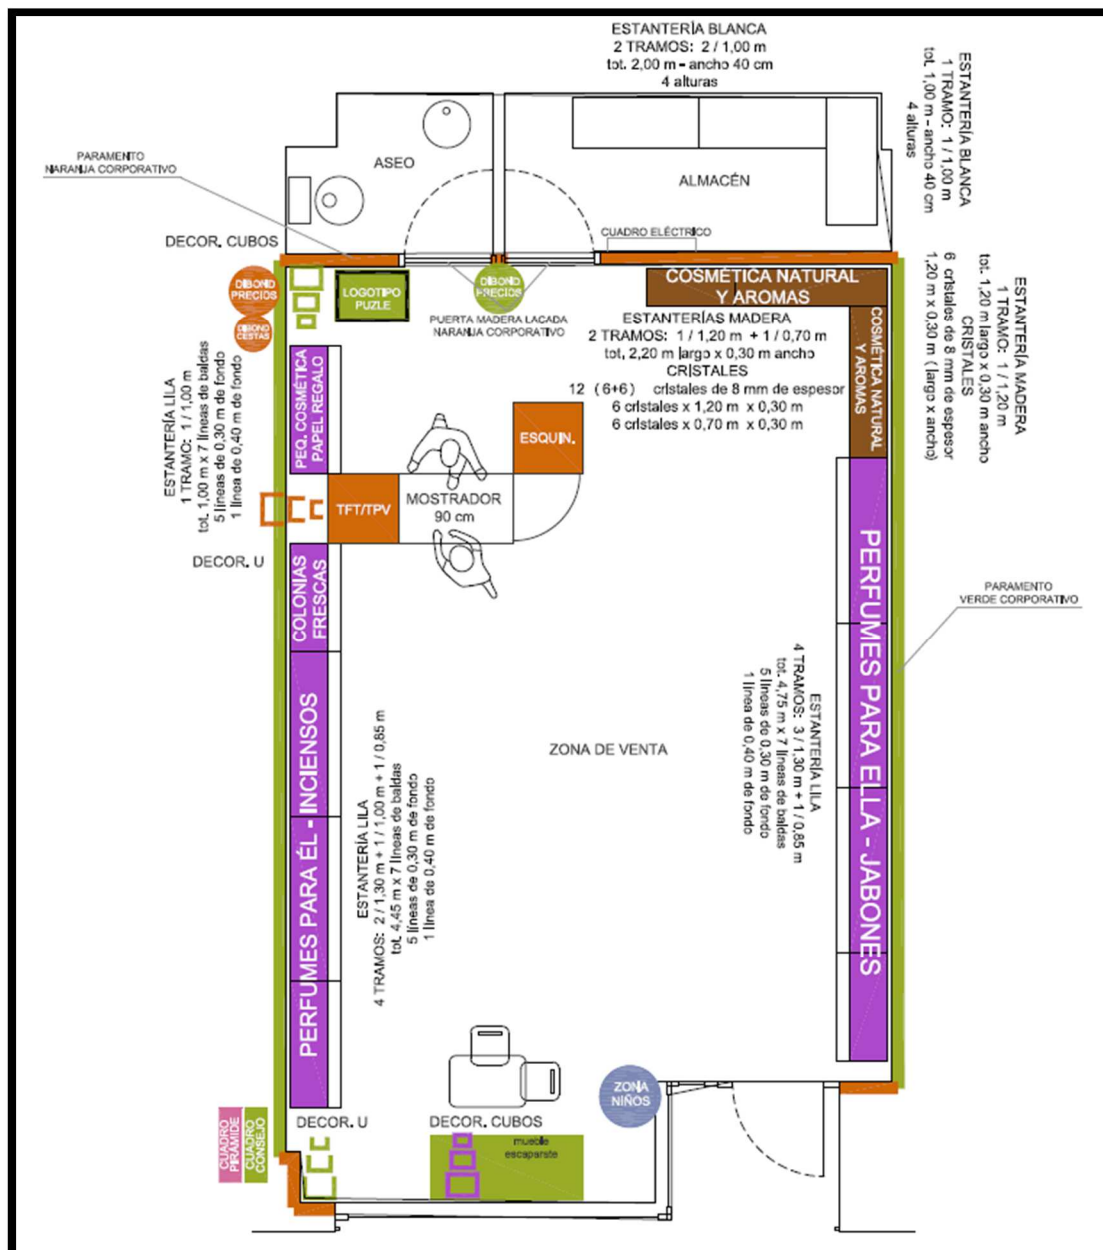 ESTANTERÍA BLANCA
2 TRAMOS: 2 / 1,00 m
tot. 2,00 m - ancho 40 cm
4 alturas
ESTANTERÍA BLANCA
1 TRAMO: 1 / 1,00 m
tot. 1,00 m - ancho 40 cm
4 alturas
PARAMENTO
NARANJA CORPORATIVO
ASEO
ALMACÉN
DECOR. CUBOS
CUADRO ELÉCTRICO
DIBOND
PRECIOS
DIBOND
CESTAS
LOGOTIPO
PUZLE
DIBOND
PRECIOS
PUERTA MADERA LACADA
NARANJA CORPORATIVO
COSMÉTICA NATURAL
Y AROMAS
ESTANTERÍAS MADERA
2 TRAMOS: 1 / 1,20 m + 1 / 0,70 m
tot. 2,20 m largo x 0,30 m ancho
CRISTALES
12 (6+6) cristales de 8 mm de espesor
6 cristales x 1,20 m x 0,30 m
6 cristales x 0,70 m x 0,30 m
COSMÉTICA NATURAL
Y AROMAS
ESTANTERÍA MADERA
1 TRAMO: 1 / 1,20 m
tot. 1,20 m largo x 0,30 m ancho
CRISTALES
6 cristales de 8 mm de espesor
1,20 m x 0,30 m ( largo x ancho)
ESTANTERÍA LILA
1 TRAMO: 1 / 1,00 m
tot. 1,00 m x 7 líneas de baldas
5 líneas de 0,30 m de fondo
1 línea de 0,40 m de fondo
PEQ. COSMÉTICA
PAPEL REGALO
ESQUIN.
TFT/TPV
MOSTRADOR
90 cm
DECOR. U
COLONIAS
FRESCAS
PERFUMES PARA ELLA - JABONES
PARAMENTO
VERDE CORPORATIVO
ESTANTERÍA LILA
4 TRAMOS: 3 / 1,30 m + 1 / 0,85 m
tot. 4,75 m x 7 líneas de baldas
5 líneas de 0,30 m de fondo
1 línea de 0,40 m de fondo
ZONA DE VENTA
PERFUMES PARA ÉL - INCIENSOS
ESTANTERÍA LILA
4 TRAMOS: 2 / 1,30 m + 1 / 1,00 m + 1 / 0,85 m
tot. 4,45 m x 7 líneas de baldas
5 líneas de 0,30 m de fondo
1 línea de 0,40 m de fondo
ZONA
NIÑOS
CUADRO
PIRÁMIDE
CUADRO
CONSEJO
DECOR. U
DECOR. CUBOS
mueble
escaparate